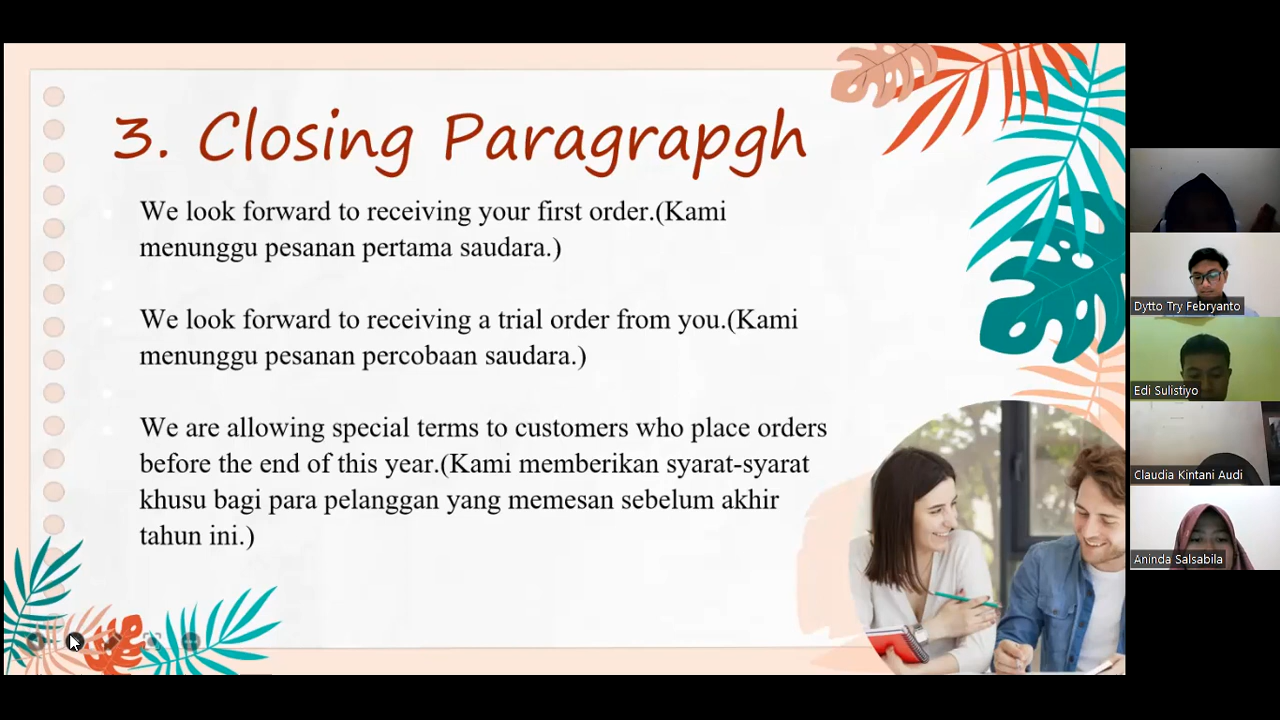 3. Closing Paragrapgh
We look forward to receiving your first order.(Kami
menunggu pesanan pertama saudara.)
We look forward to receiving a trial order from you.(Kami
menunggu pesanan percobaan saudara.)
We are allowing special terms to customers who place orders
before the end of this year.(Kami memberikan syarat-syarat
khusu bagi para pelanggan yang memesan sebelum akhir
tahun ini.)
Dytto Try Febryanto
Edi Sulistiyo
Claudia Kintani Audi
Aninda Salsabila